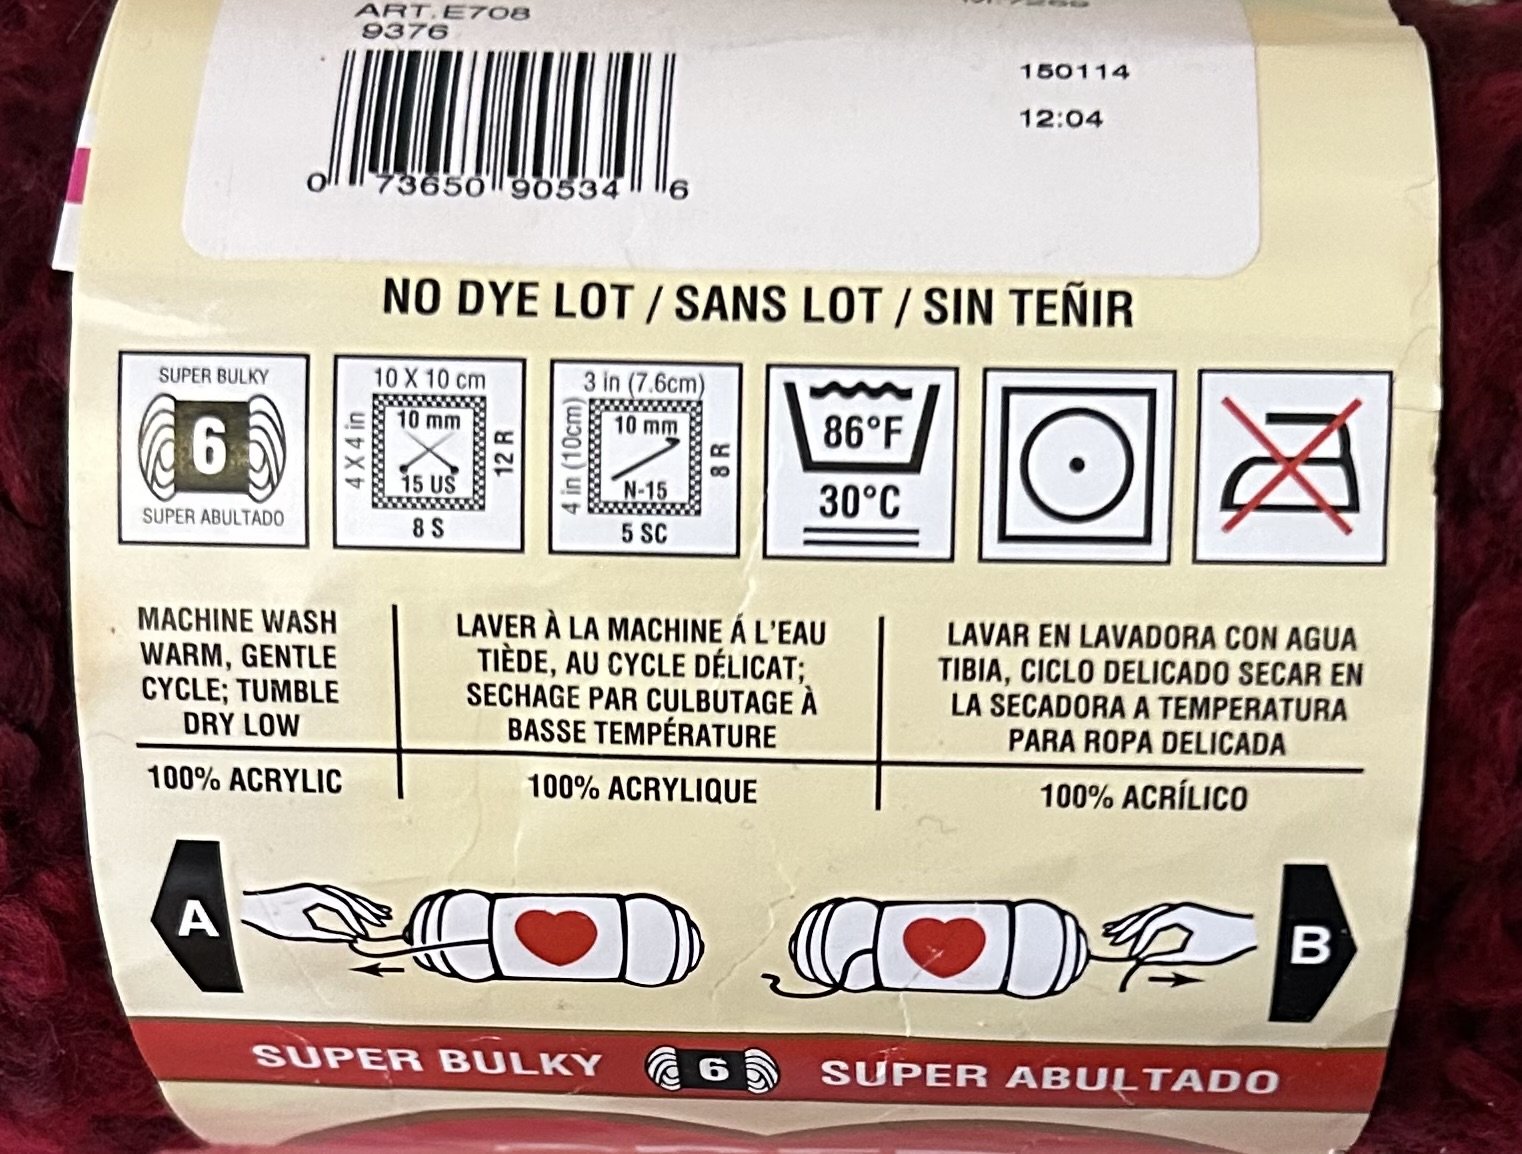 ART.E708
9376
150114
12:04
0 73650 90534 6
NO DYE LOT / SANS LOT / SIN TEÑIR
SUPER BULKY
6
SUPER ABULTADO
10 X 10 cm
4 X 4 in
10 mm
15 US
12 R
8 S
3 in (7.6cm)
4 in (10cm)
10 mm
N-15
8 R
5 SC
86°F
30°C
MACHINE WASH
WARM, GENTLE
CYCLE; TUMBLE
DRY LOW
100% ACRYLIC
LAVER À LA MACHINE Á L'EAU
TIÈDE, AU CYCLE DÉLICAT;
SECHAGE PAR CULBUTAGE À
BASSE TEMPÉRATURE
100% ACRYLIQUE
LAVAR EN LAVADORA CON AGUA
TIBIA, CICLO DELICADO SECAR EN
LA SECADORA A TEMPERATURA
PARA ROPA DELICADA
100% ACRÍLICO
A
B
SUPER BULKY 6 SUPER ABULTADO